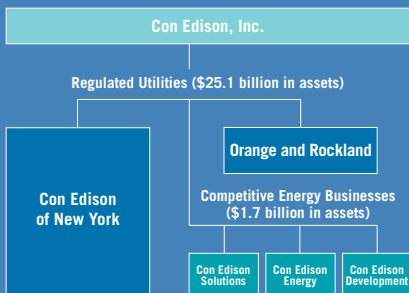 Con Edison, Inc.
Regulated Utilities ($25.1 billion in assets)
Con Edison
of New York
Orange and Rockland
Competitive Energy Businesses
($1.7 billion in assets)
Con Edison
Solutions
Con Edison
Energy
Con Edison
Development